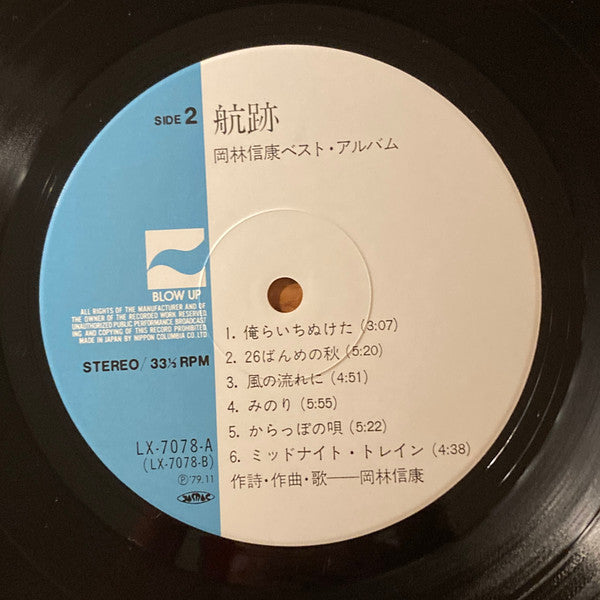 SIDE 2
航跡
岡林信康ベスト・アルバム
BLOW UP
ALL RIGHTS OF THE MANUFACTURER AND OF
THE OWNER OF THE RECORDED WORK RESERVED
UNAUTHORIZED PUBLIC PERFORMANCE BROADCAST
ING AND COPYING OF THIS RECORD PROHIBITED
MADE IN JAPAN BY NIPPON COLUMBIA CO. LTD
STEREO/33⅓ RPM
1. 俺らいちぬけた (3:07)
2. 26ばんめの秋 (5:20)
3. 風の流れに (4:51)
4. みのり (5:55)
5. からっぽの唄 (5:22)
6. ミッドナイト・トレイン (4:38)
作詩・作曲・歌――岡林信康
LX-7078-A
(LX-7078-B)
Ⓟ'79.11